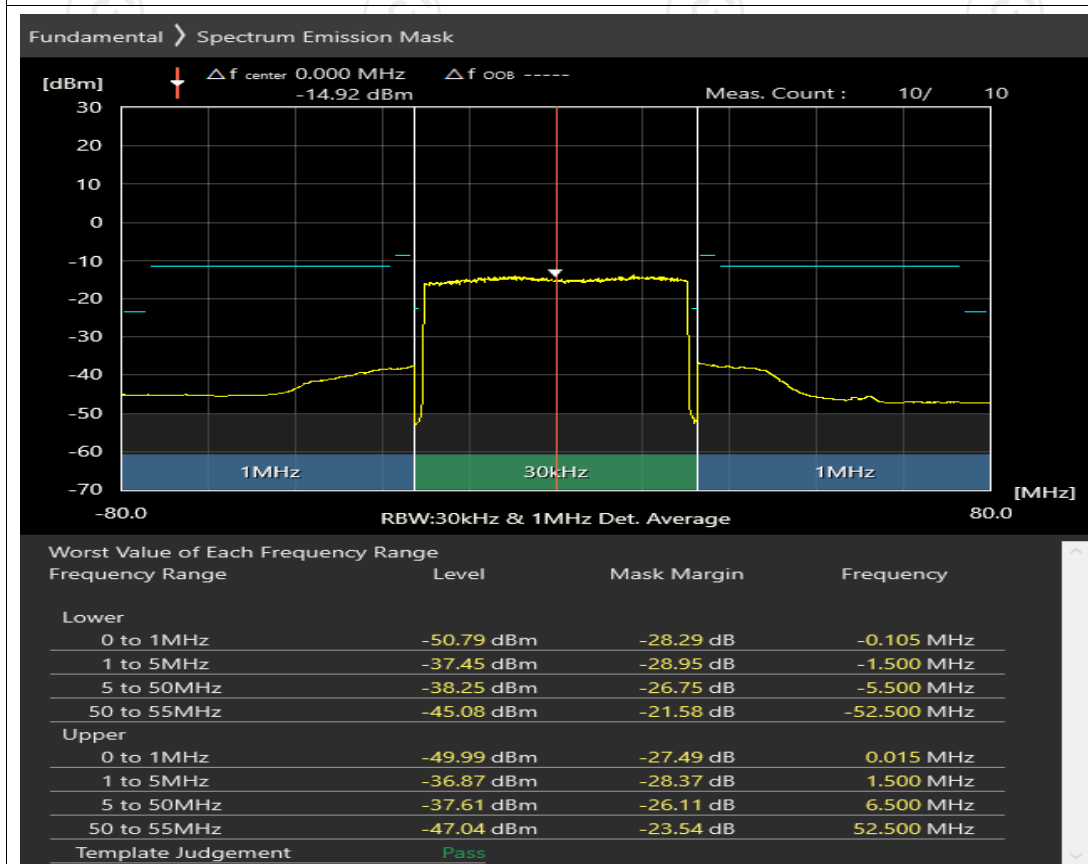 Fundamental 〉 Spectrum Emission Mask
[dBm] Δ f center 0.000 MHz Δ f OOB -----
-14.92 dBm Meas. Count : 10/ 10
30
20
10
0
-10
-20
-30
-40
-50
-60
1MHz 30kHz 1MHz
-70
[MHz]
-80.0 RBW:30kHz & 1MHz Det. Average 80.0
Worst Value of Each Frequency Range
Frequency Range Level Mask Margin Frequency
Lower
0 to 1MHz -50.79 dBm -28.29 dB -0.105 MHz
1 to 5MHz -37.45 dBm -28.95 dB -1.500 MHz
5 to 50MHz -38.25 dBm -26.75 dB -5.500 MHz
50 to 55MHz -45.08 dBm -21.58 dB -52.500 MHz
Upper
0 to 1MHz -49.99 dBm -27.49 dB 0.015 MHz
1 to 5MHz -36.87 dBm -28.37 dB 1.500 MHz
5 to 50MHz -37.61 dBm -26.11 dB 6.500 MHz
50 to 55MHz -47.04 dBm -23.54 dB 52.500 MHz
Template Judgement Pass